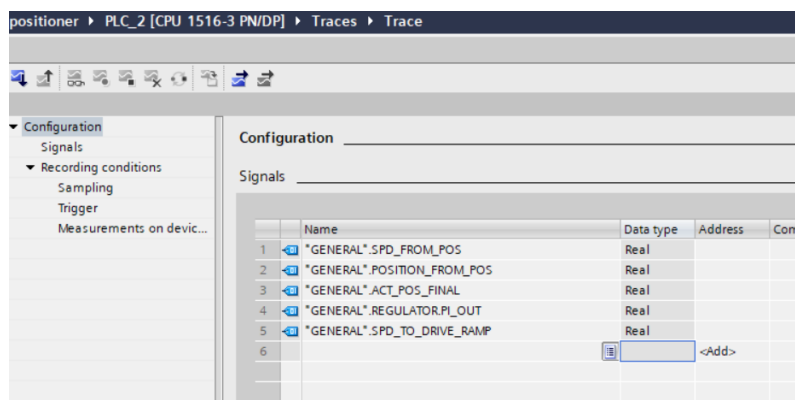 positioner ▸ PLC_2 [CPU 1516-3 PN/DP] ▸ Traces ▸ Trace
Configuration
Signals
Recording conditions
Sampling
Trigger
Measurements on devic...
Configuration
Signals
Name Data type Address Com
1 "GENERAL".SPD_FROM_POS Real
2 "GENERAL".POSITION_FROM_POS Real
3 "GENERAL".ACT_POS_FINAL Real
4 "GENERAL".REGULATOR.PI_OUT Real
5 "GENERAL".SPD_TO_DRIVE_RAMP Real
6 <Add>